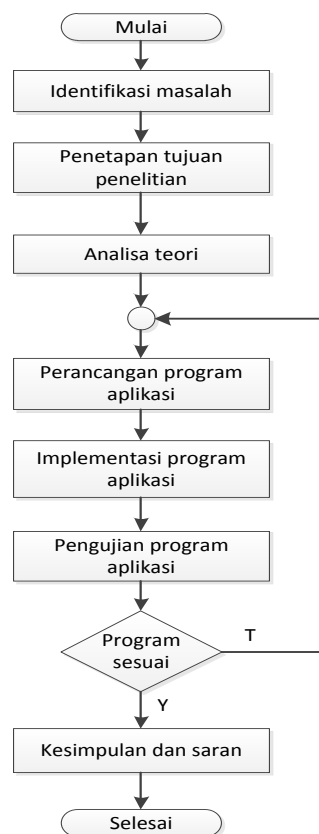 Mulai
Identifikasi masalah
Penetapan tujuan
penelitian
Analisa teori
Perancangan program
aplikasi
Implementasi program
aplikasi
Pengujian program
aplikasi
Program
sesuai
T
Y
Kesimpulan dan saran
Selesai